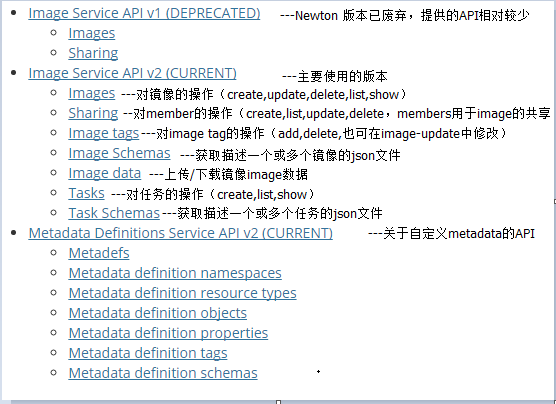 Image Service API v1 (DEPRECATED) ---Newton 版本已废弃，提供的API相对较少
Images
Sharing
Image Service API v2 (CURRENT) ---主要使用的版本
Images ---对镜像的操作（create,update,delete,list,show）
Sharing --对member的操作（create,list,update,delete，members用于image的共享
Image tags ---对image tag的操作（add,delete,也可在image-update中修改）
Image Schemas ---获取描述一个或多个镜像的json文件
Image data ---上传/下载镜像image数据
Tasks ---对任务的操作（create,list,show）
Task Schemas ---获取描述一个或多个任务的json文件
Metadata Definitions Service API v2 (CURRENT) ---关于自定义metadata的API
Metadefs
Metadata definition namespaces
Metadata definition resource types
Metadata definition objects
Metadata definition properties
Metadata definition tags
Metadata definition schemas